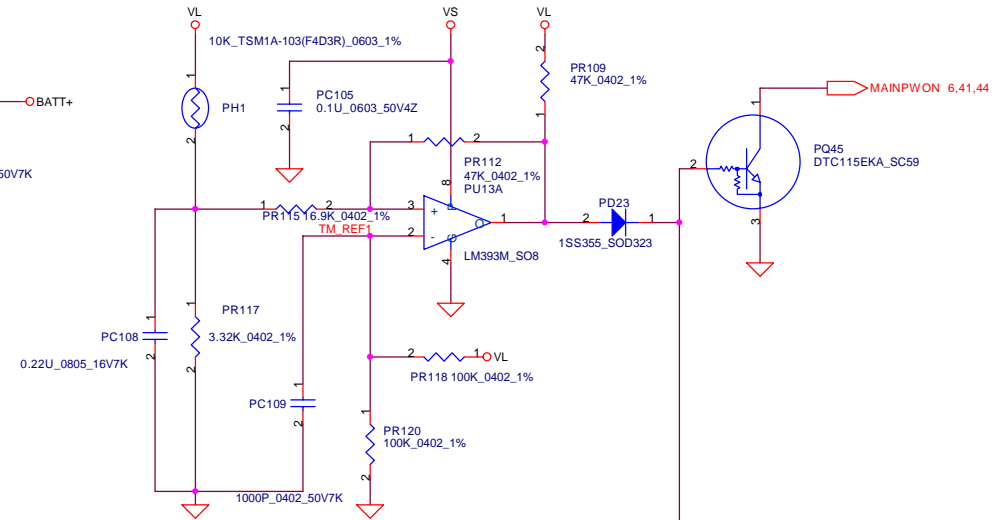 VL
VS
VL
10K_TSM1A-103(F4D3R)_0603_1%
2
PR109
47K_0402_1%
1
1
PH1
2
BATT+
1
PC105
0.1U_0603_50V4Z
2
MAINPWON 6,41,44
1
PQ45
DTC115EKA_SC59
2
3
1
2
PR112
47K_0402_1%
PU13A
50V7K
8
P
1
2
PR115 16.9K_0402_1%
TM_REF1
3
+
2
-
O
1
G
4
LM393M_SO8
PD23
2
1
1SS355_SOD323
1
PC108
2
0.22U_0805_16V7K
1
PR117
3.32K_0402_1%
2
2
1
VL
PR118 100K_0402_1%
1
PC109
2
1000P_0402_50V7K
1
PR120
100K_0402_1%
2